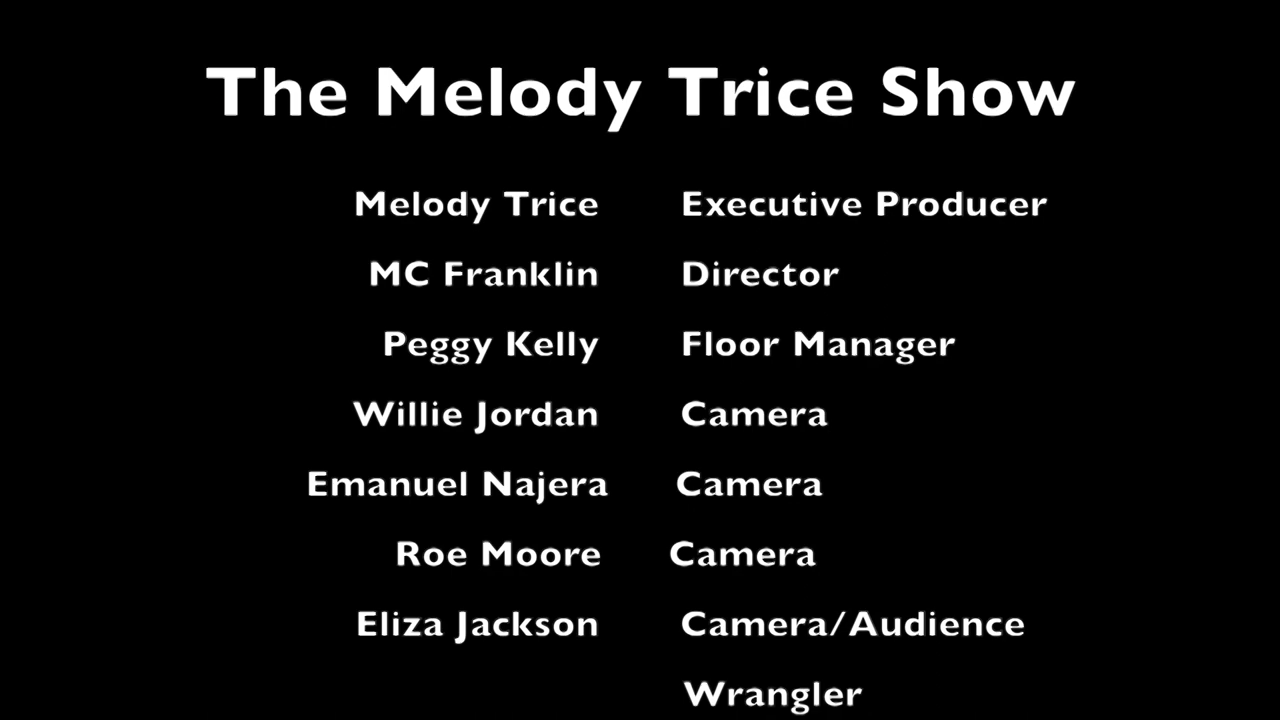 The Melody Trice Show
Melody Trice Executive Producer
MC Franklin Director
Peggy Kelly Floor Manager
Willie Jordan Camera
Emanuel Najera Camera
Roe Moore Camera
Eliza Jackson Camera/Audience
Wrangler